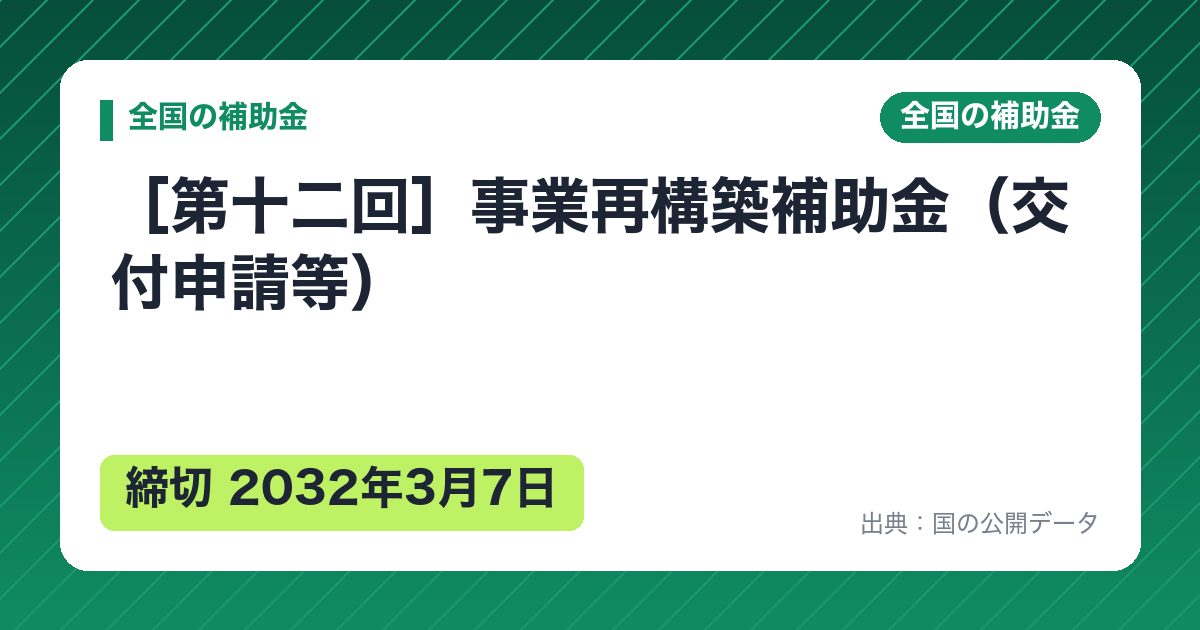 全国の補助金
全国の補助金
［第十二回］事業再構築補助金（交
付申請等）
締切 2032年3月7日
出典：国の公開データ